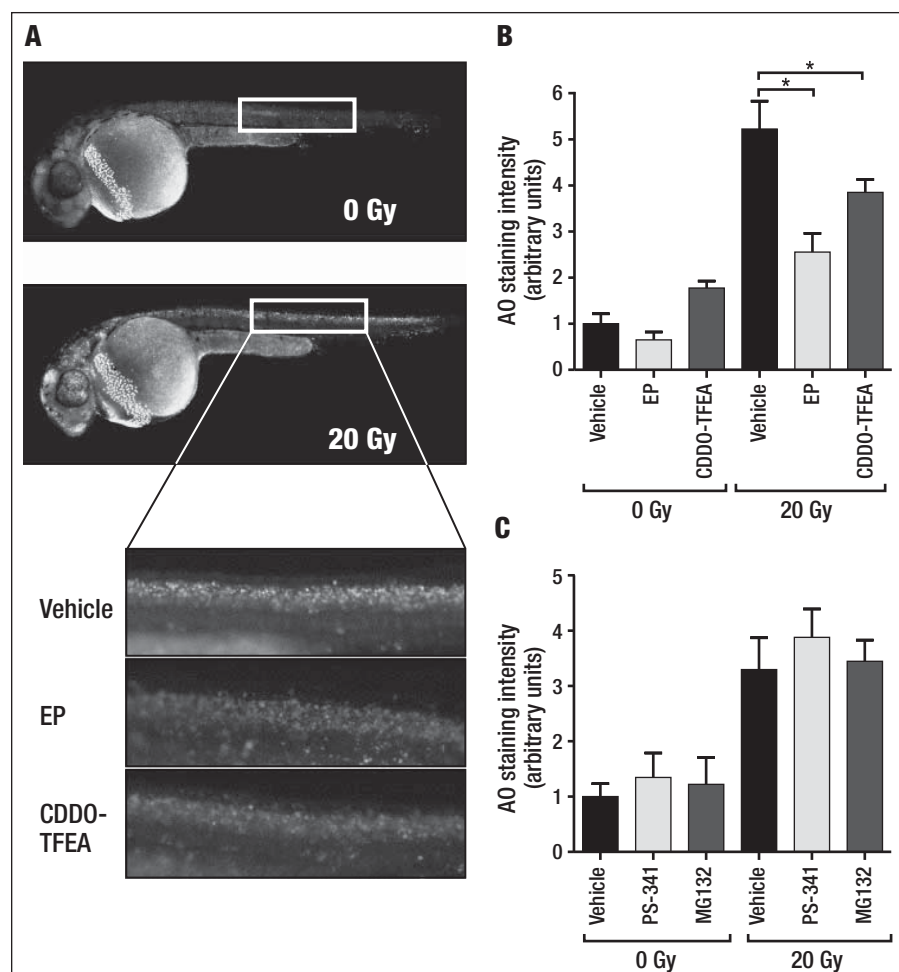 A
0 Gy
20 Gy
Vehicle
EP
CDDO-
TFEA
B
AO staining intensity
(arbitrary units)
6
5
4
3
2
1
0
*
*
Vehicle
EP
CDDO-TFEA
Vehicle
EP
CDDO-TFEA
0 Gy
20 Gy
C
AO staining intensity
(arbitrary units)
5
4
3
2
1
0
Vehicle
PS-341
MG132
Vehicle
PS-341
MG132
0 Gy
20 Gy